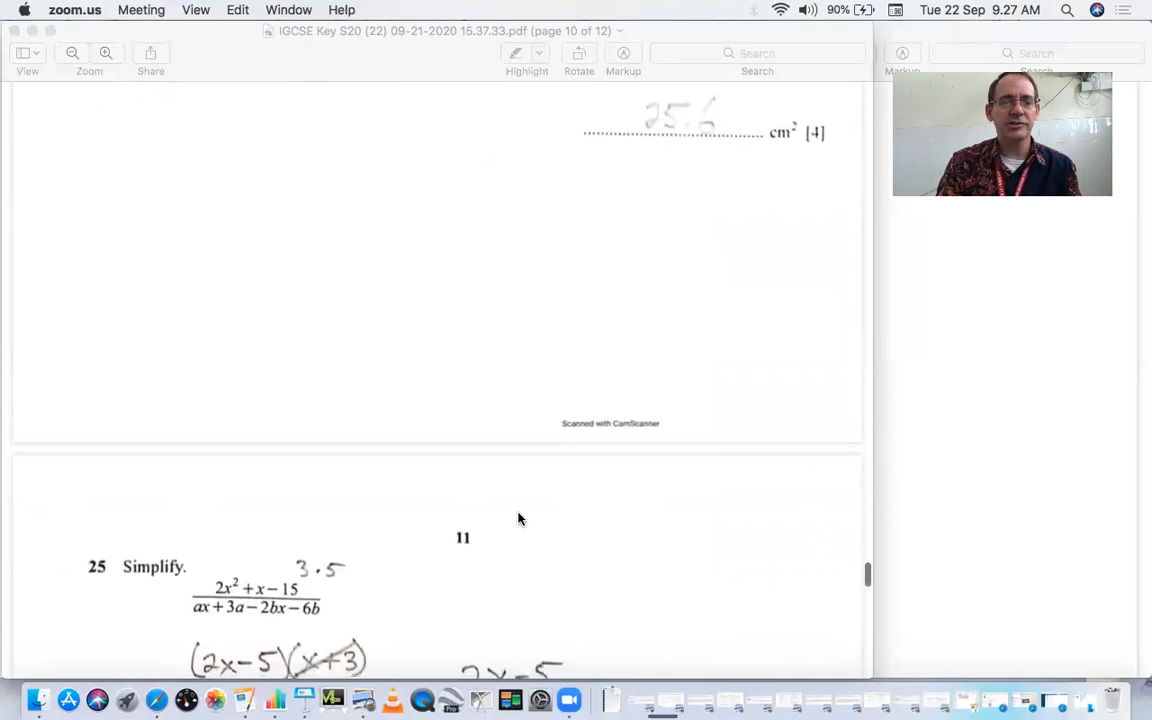 zoom.us Meeting View Edit Window Help 90% Tue 22 Sep 9.27 AM
IGCSE Key S20 (22) 09-21-2020 15.37.33.pdf (page 10 of 12)
View Zoom Share Highlight Rotate Markup Search Search
Search Search
25.6
cm² [4]
Scanned with CamScanner
11
25 Simplify. 3.5
2x² + x − 15
ax + 3a − 2bx − 6b
(2x-5)(x+3)
2x-5